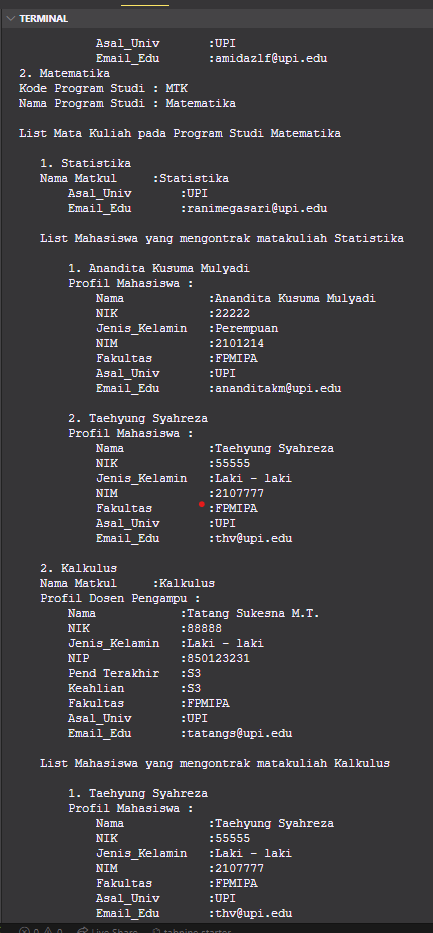 TERMINAL
Asal_Univ :UPI
Email_Edu :amidazlf@upi.edu
2. Matematika
Kode Program Studi : MTK
Nama Program Studi : Matematika
List Mata Kuliah pada Program Studi Matematika
1. Statistika
Nama Matkul :Statistika
Asal_Univ :UPI
Email_Edu :ranimegasari@upi.edu
List Mahasiswa yang mengontrak matakuliah Statistika
1. Anandita Kusuma Mulyadi
Profil Mahasiswa :
Nama :Anandita Kusuma Mulyadi
NIK :22222
Jenis_Kelamin :Perempuan
NIM :2101214
Fakultas :FPMIPA
Asal_Univ :UPI
Email_Edu :ananditakm@upi.edu
2. Taehyung Syahreza
Profil Mahasiswa :
Nama :Taehyung Syahreza
NIK :55555
Jenis_Kelamin :Laki - laki
NIM :2107777
Fakultas :FPMIPA
Asal_Univ :UPI
Email_Edu :thv@upi.edu
2. Kalkulus
Nama Matkul :Kalkulus
Profil Dosen Pengampu :
Nama :Tatang Sukesna M.T.
NIK :88888
Jenis_Kelamin :Laki - laki
NIP :850123231
Pend Terakhir :S3
Keahlian :S3
Fakultas :FPMIPA
Asal_Univ :UPI
Email_Edu :tatangs@upi.edu
List Mahasiswa yang mengontrak matakuliah Kalkulus
1. Taehyung Syahreza
Profil Mahasiswa :
Nama :Taehyung Syahreza
NIK :55555
Jenis_Kelamin :Laki - laki
NIM :2107777
Fakultas :FPMIPA
Asal_Univ :UPI
Email_Edu :thv@upi.edu
0 0 Live Share tabnine starter